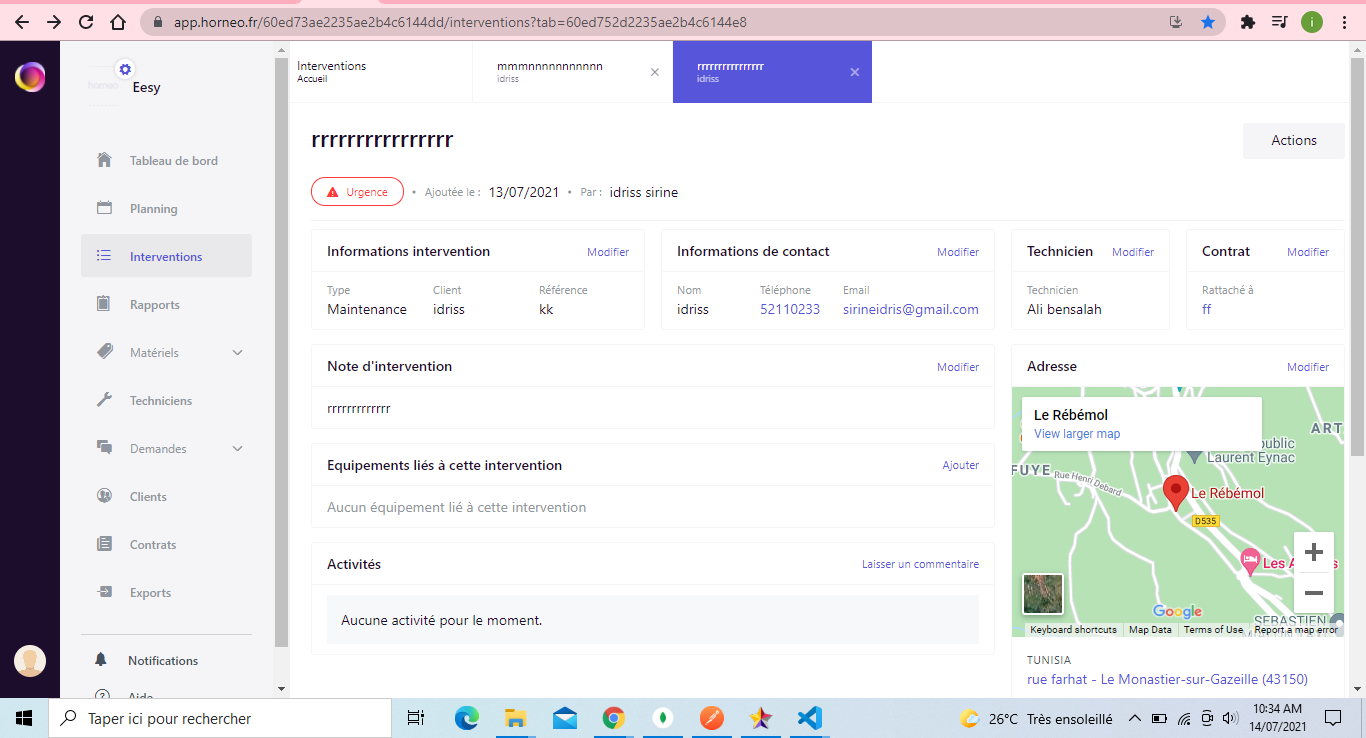 app.horneo.fr/60ed73ae2235ae2b4c6144dd/interventions?tab=60ed752d2235ae2b4c6144e8
i
horneo
Eesy
Tableau de bord
Planning
Interventions
Rapports
Matériels
Techniciens
Demandes
Clients
Contrats
Exports
Notifications
Aide
Interventions
Accueil
mmmnnnnnnnnnnn
idriss
rrrrrrrrrrrrrrrr
idriss
rrrrrrrrrrrrrrrr
Actions
Urgence • Ajoutée le : 13/07/2021 • Par : idriss sirine
Informations intervention Modifier
Type Client Référence
Maintenance idriss kk
Informations de contact Modifier
Nom Téléphone Email
idriss 52110233 sirineidris@gmail.com
Technicien Modifier
Technicien
Ali bensalah
Contrat Modifier
Rattaché à
ff
Note d'intervention Modifier
rrrrrrrrrrrrr
Equipements liés à cette intervention Ajouter
Aucun équipement lié à cette intervention
Activités Laisser un commentaire
Aucune activité pour le moment.
Adresse Modifier
Le Rébémol
View larger map
ART
public
Laurent Eynac
FUYE
Rue Henri Debard
Le Rébémol
D535
Les A s
Google
SEBASTIEN
Keyboard shortcuts Map Data Terms of Use Report a map error
TUNISIA
rue farhat - Le Monastier-sur-Gazeille (43150)
Taper ici pour rechercher
26°C Très ensoleillé
10:34 AM
14/07/2021